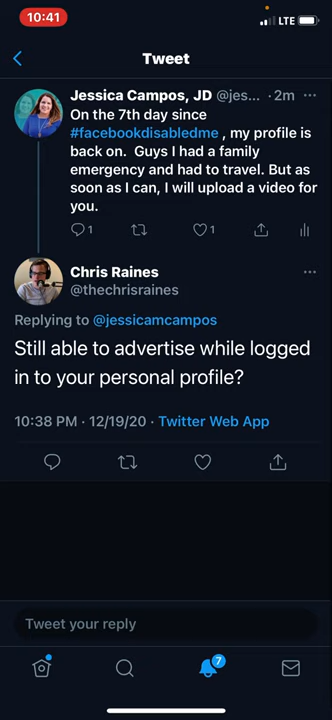 10:41
LTE
Tweet
Jessica Campos, JD @jes... · 2m
On the 7th day since
#facebookdisabledme , my profile is
back on.  Guys I had a family
emergency and had to travel. But as
soon as I can, I will upload a video for
you.
1 1
Chris Raines
@thechrisraines
Replying to @jessicamcampos
Still able to advertise while logged
in to your personal profile?
10:38 PM · 12/19/20 · Twitter Web App
Tweet your reply
7